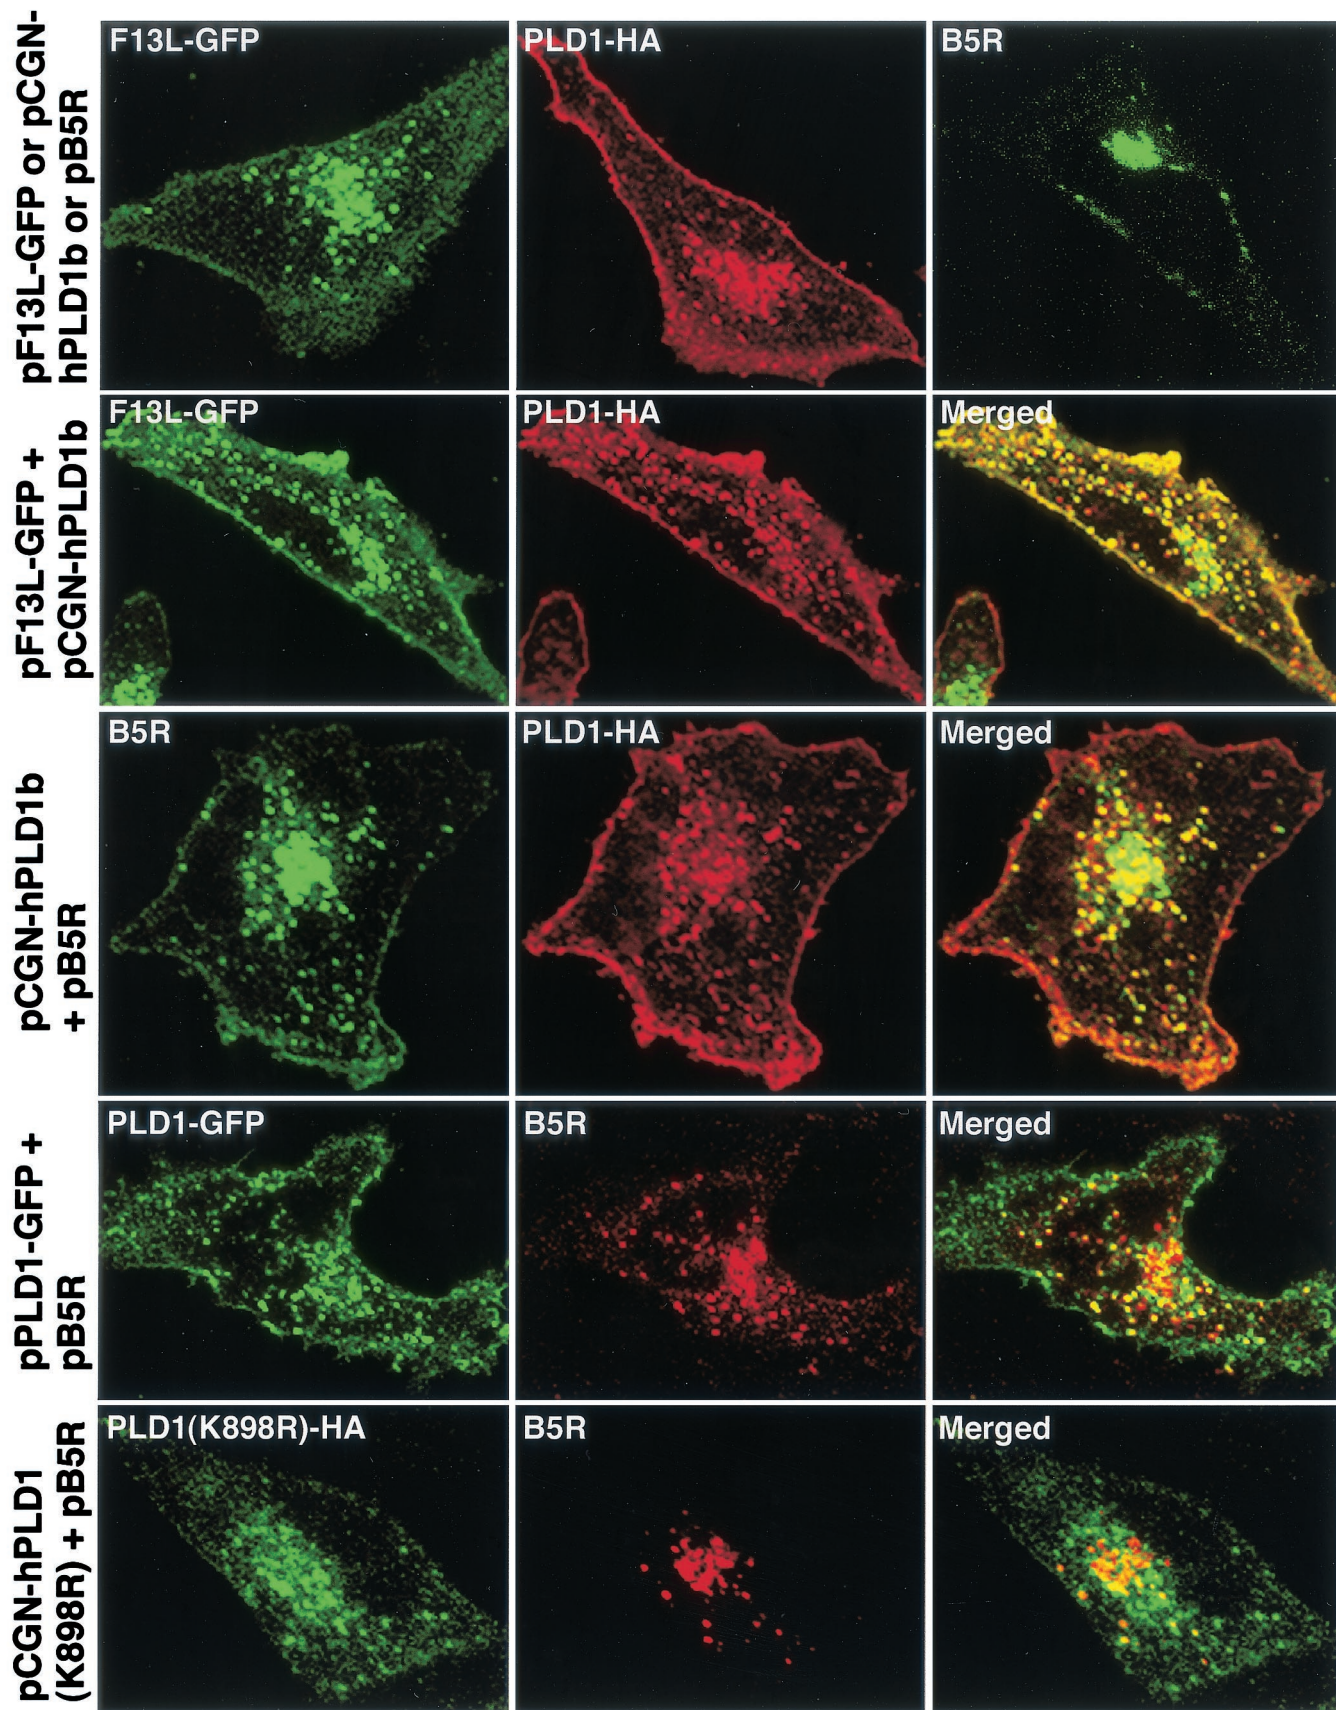 pF13L-GFP or pCGN-
hPLD1b or pB5R
F13L-GFP
PLD1-HA
B5R
pF13L-GFP +
pCGN-hPLD1b
F13L-GFP
PLD1-HA
Merged
pCGN-hPLD1b
+ pB5R
B5R
PLD1-HA
Merged
pPLD1-GFP +
pB5R
PLD1-GFP
B5R
Merged
pCGN-hPLD1
(K898R) + pB5R
PLD1(K898R)-HA
B5R
Merged